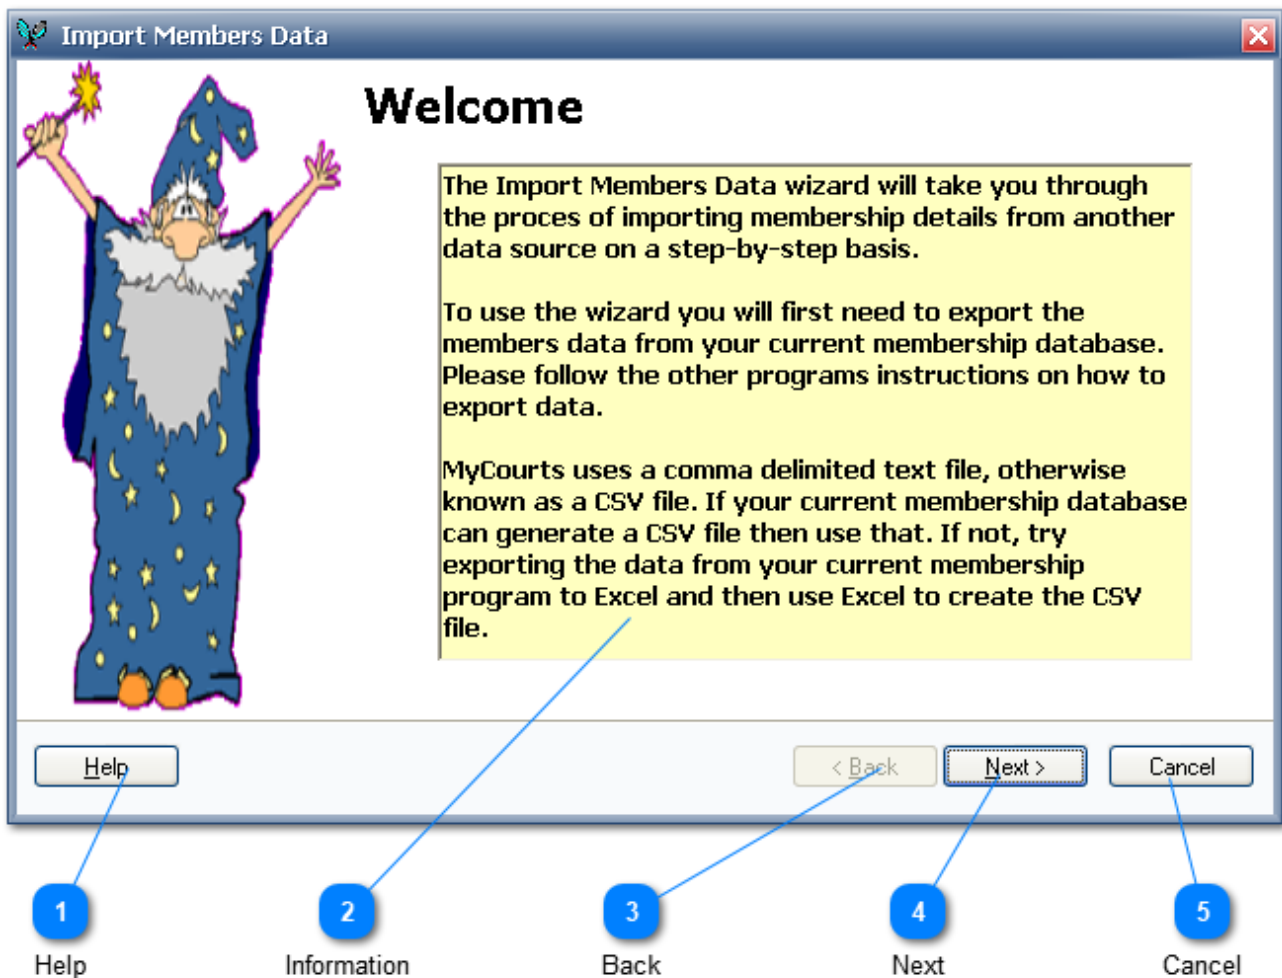 Import Members Data
Welcome
The Import Members Data wizard will take you through
the proces of importing membership details from another
data source on a step-by-step basis.
To use the wizard you will first need to export the
members data from your current membership database.
Please follow the other programs instructions on how to
export data.
MyCourts uses a comma delimited text file, otherwise
known as a CSV file. If your current membership database
can generate a CSV file then use that. If not, try
exporting the data from your current membership
program to Excel and then use Excel to create the CSV
file.
Help
< Back
Next >
Cancel
1
2
3
4
5
Help
Information
Back
Next
Cancel